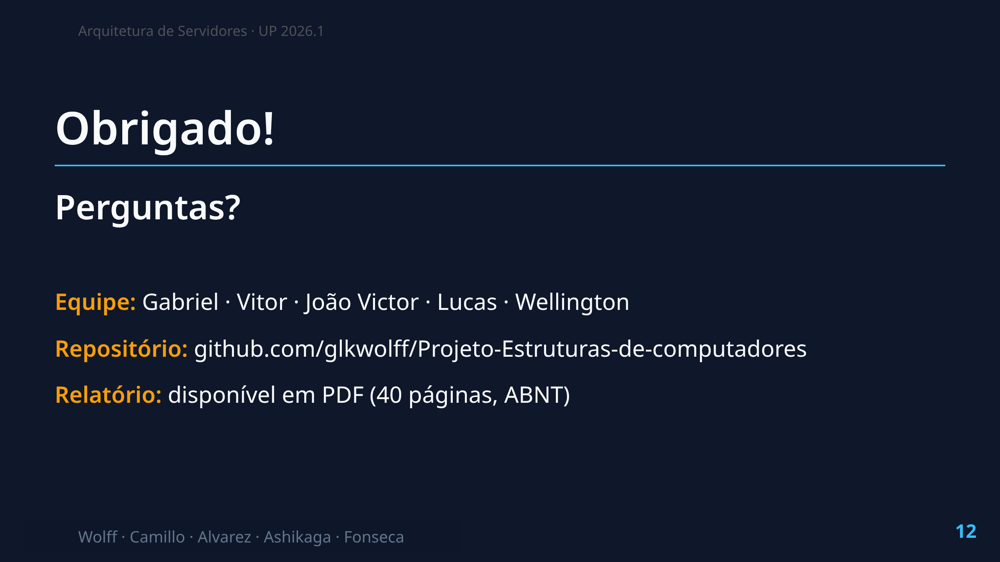 Arquitetura de Servidores · UP 2026.1
Obrigado!
Perguntas?
Equipe: Gabriel · Vitor · João Victor · Lucas · Wellington
Repositório: github.com/glkwolff/Projeto-Estruturas-de-computadores
Relatório: disponível em PDF (40 páginas, ABNT)
Wolff · Camillo · Alvarez · Ashikaga · Fonseca
12